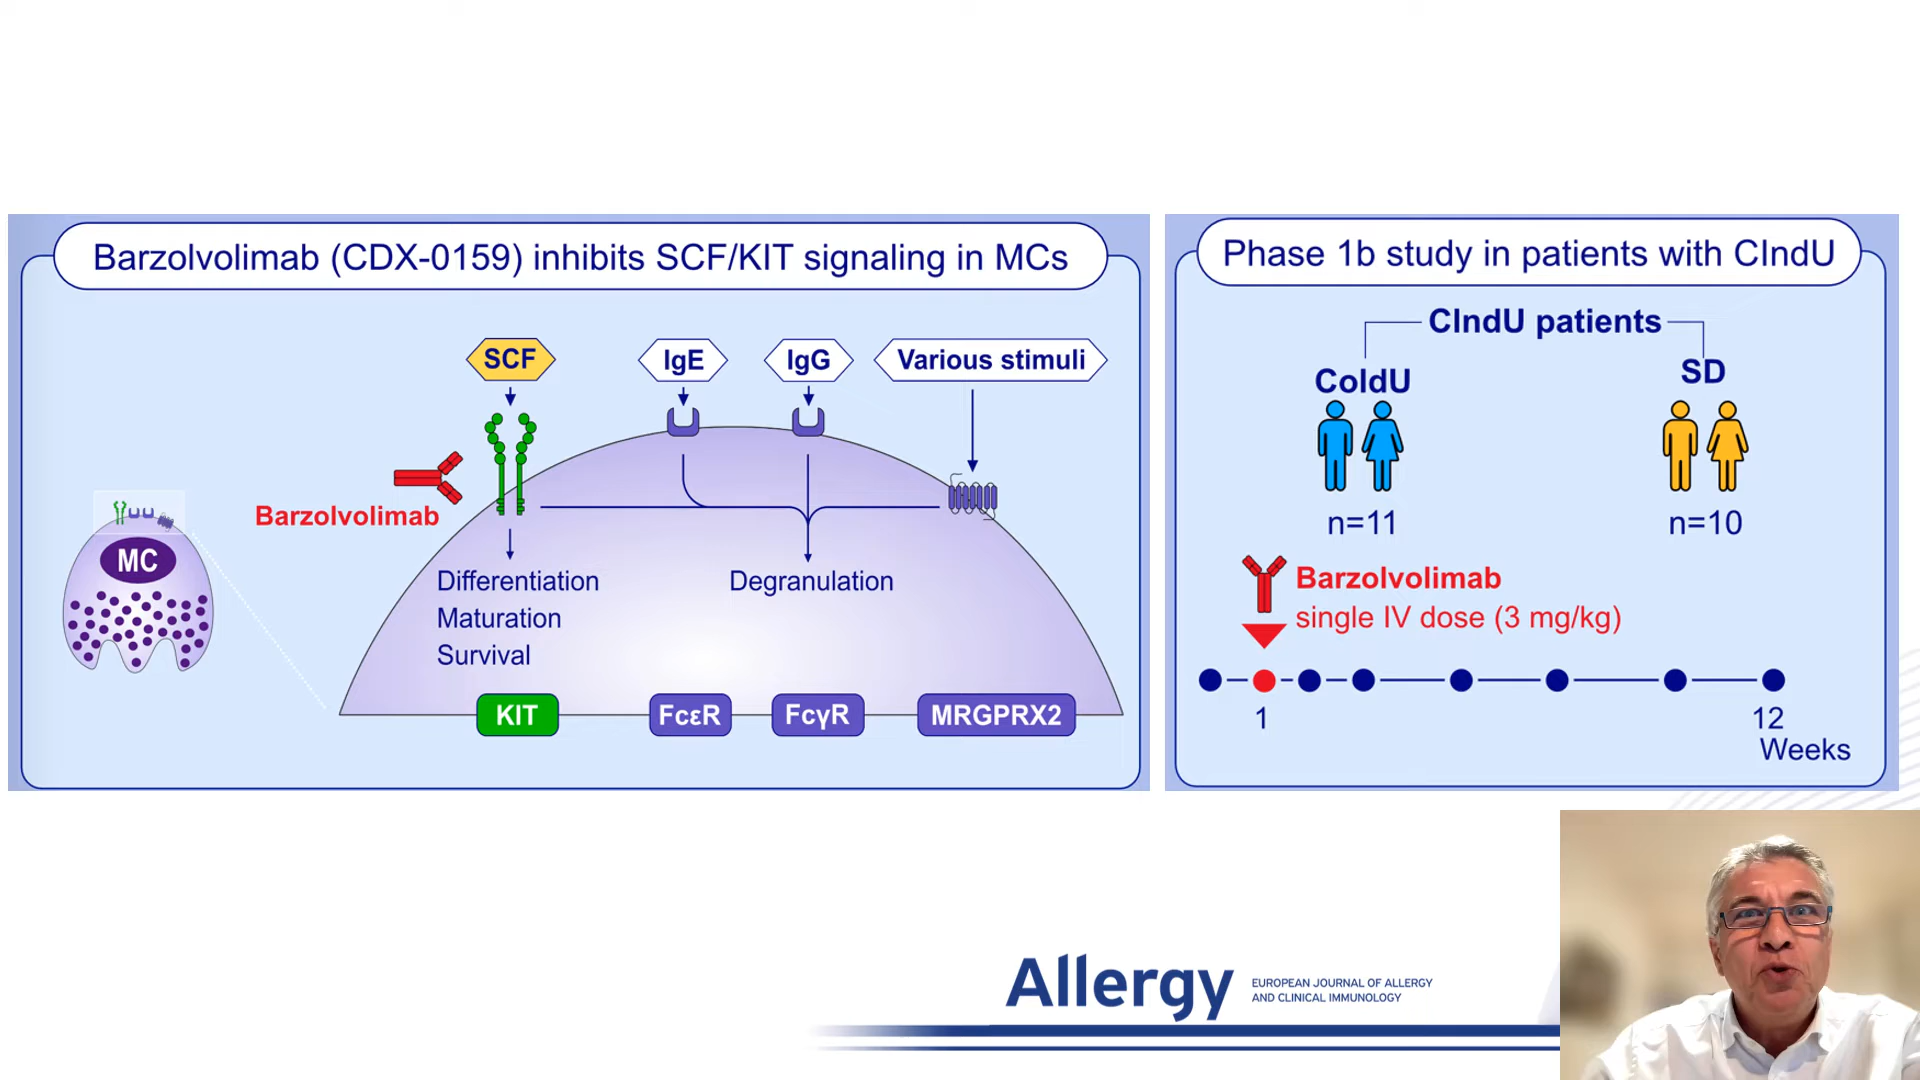 Barzolvolimab (CDX-0159) inhibits SCF/KIT signaling in MCs
SCF
IgE
IgG
Various stimuli
Barzolvolimab
MC
Differentiation
Maturation
Survival
Degranulation
KIT
FcεR
FcγR
MRGPRX2
Phase 1b study in patients with CIndU
CIndU patients
ColdU
SD
n=11
n=10
Barzolvolimab
single IV dose (3 mg/kg)
1
12
Weeks
Allergy
EUROPEAN JOURNAL OF ALLERGY
AND CLINICAL IMMUNOLOGY